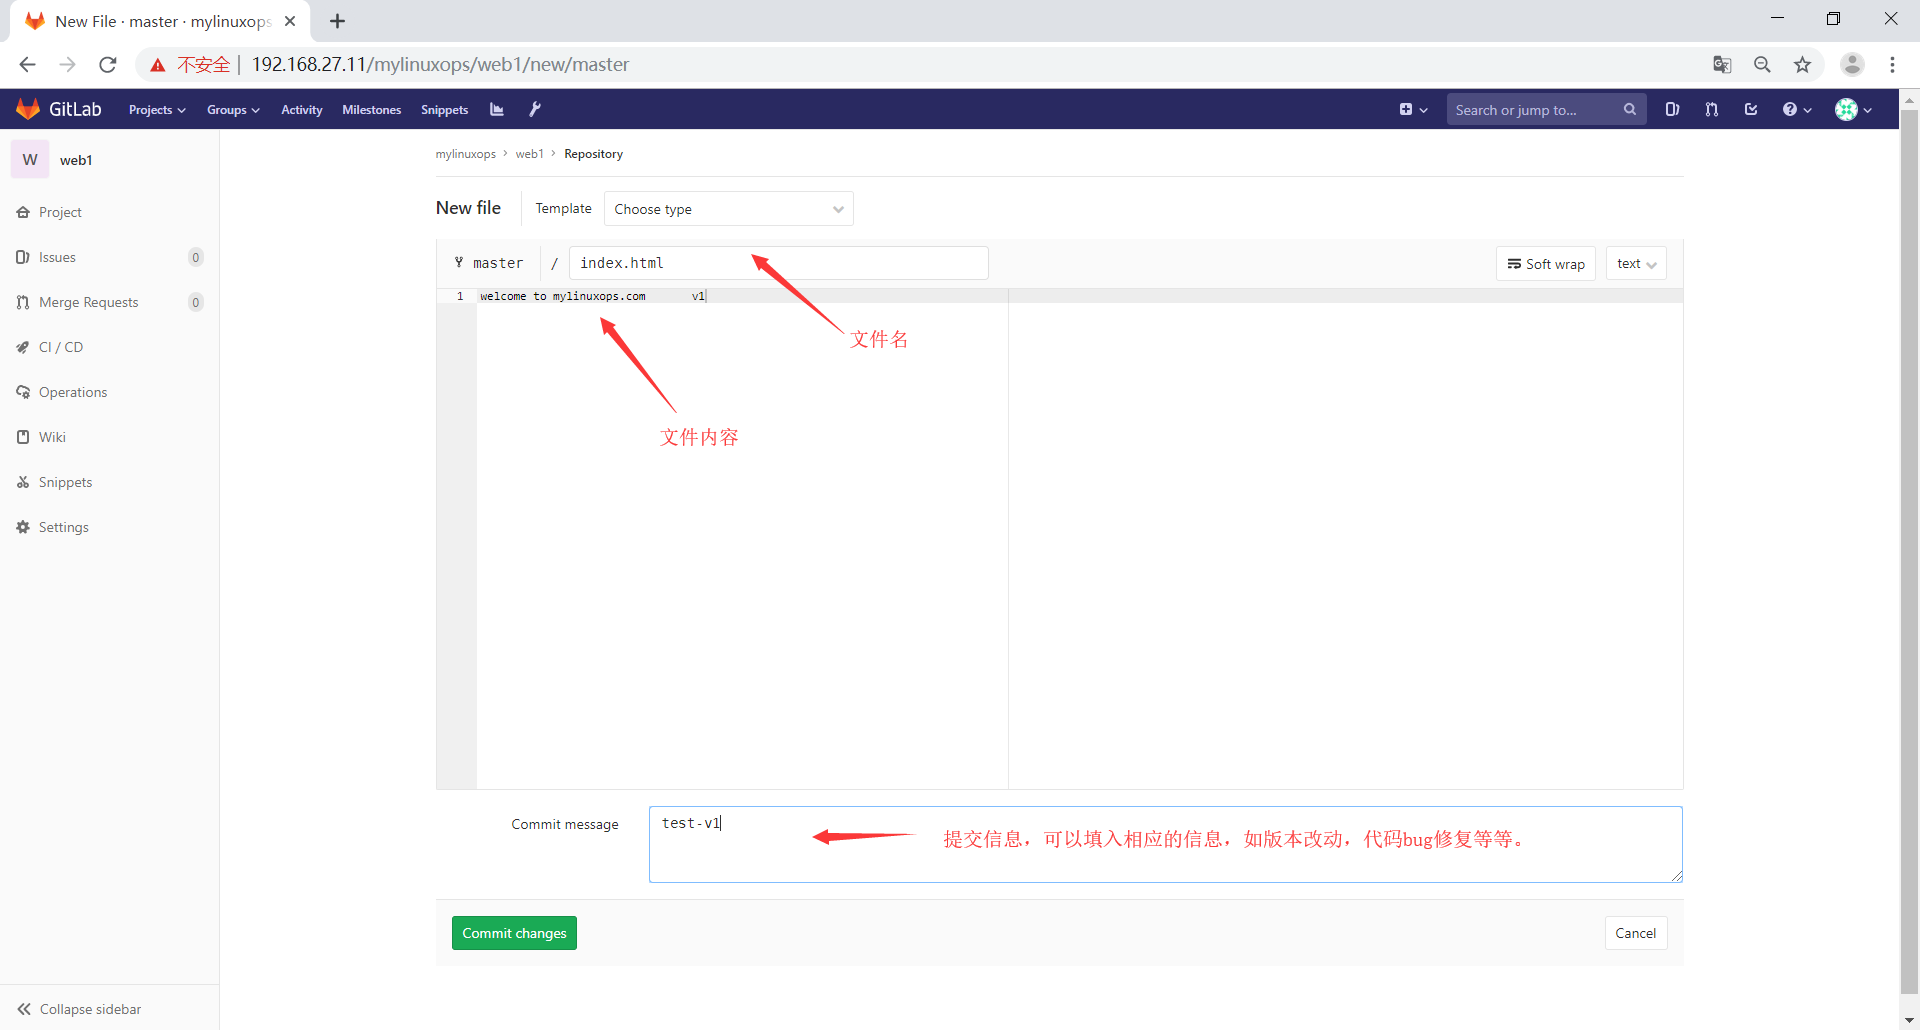 New File · master · mylinuxops
不安全 | 192.168.27.11/mylinuxops/web1/new/master
GitLab Projects Groups Activity Milestones Snippets Search or jump to...
W web1
Project
Issues 0
Merge Requests 0
CI / CD
Operations
Wiki
Snippets
Settings
Collapse sidebar
mylinuxops › web1 › Repository
New file Template Choose type
master / index.html Soft wrap text
1 welcome to mylinuxops.com v1
文件名
文件内容
Commit message test-v1
提交信息，可以填入相应的信息，如版本改动，代码bug修复等等。
Commit changes Cancel